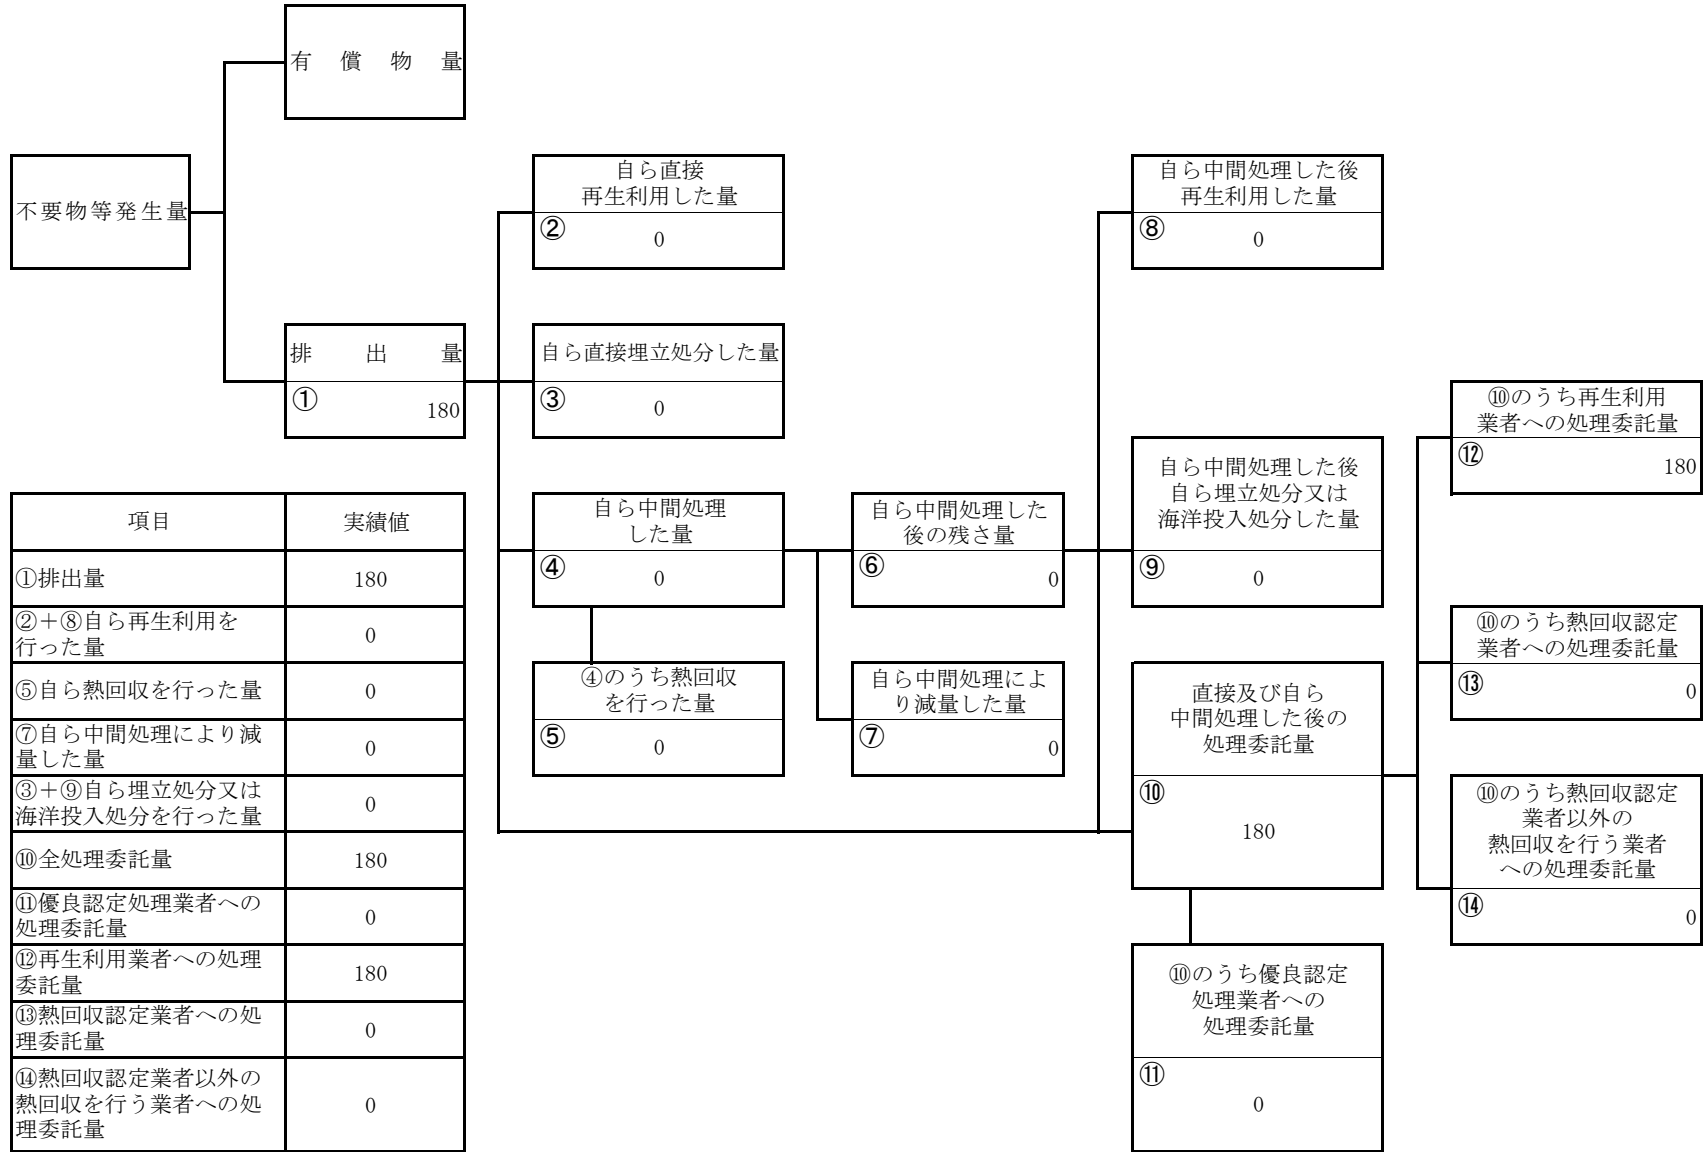 有償物量
不要物等発生量
排出量
①
180
自ら直接
再生利用した量
②
0
自ら直接埋立処分した量
③
0
自ら中間処理
した量
④
0
④のうち熱回収
を行った量
⑤
0
自ら中間処理した
後の残さ量
⑥
0
自ら中間処理によ
り減量した量
⑦
0
自ら中間処理した後
再生利用した量
⑧
0
自ら中間処理した後
自ら埋立処分又は
海洋投入処分した量
⑨
0
直接及び自ら
中間処理した後の
処理委託量
⑩
180
⑩のうち優良認定
処理業者への
処理委託量
⑪
0
⑩のうち再生利用
業者への処理委託量
⑫
180
⑩のうち熱回収認定
業者への処理委託量
⑬
0
⑩のうち熱回収認定
業者以外の
熱回収を行う業者
への処理委託量
⑭
0
項目 実績値
①排出量 180
②＋⑧自ら再生利用を
行った量 0
⑤自ら熱回収を行った量 0
⑦自ら中間処理により減
量した量 0
③＋⑨自ら埋立処分又は
海洋投入処分を行った量 0
⑩全処理委託量 180
⑪優良認定処理業者への
処理委託量 0
⑫再生利用業者への処理
委託量 180
⑬熱回収認定業者への処
理委託量 0
⑭熱回収認定業者以外の
熱回収を行う業者への処
理委託量 0